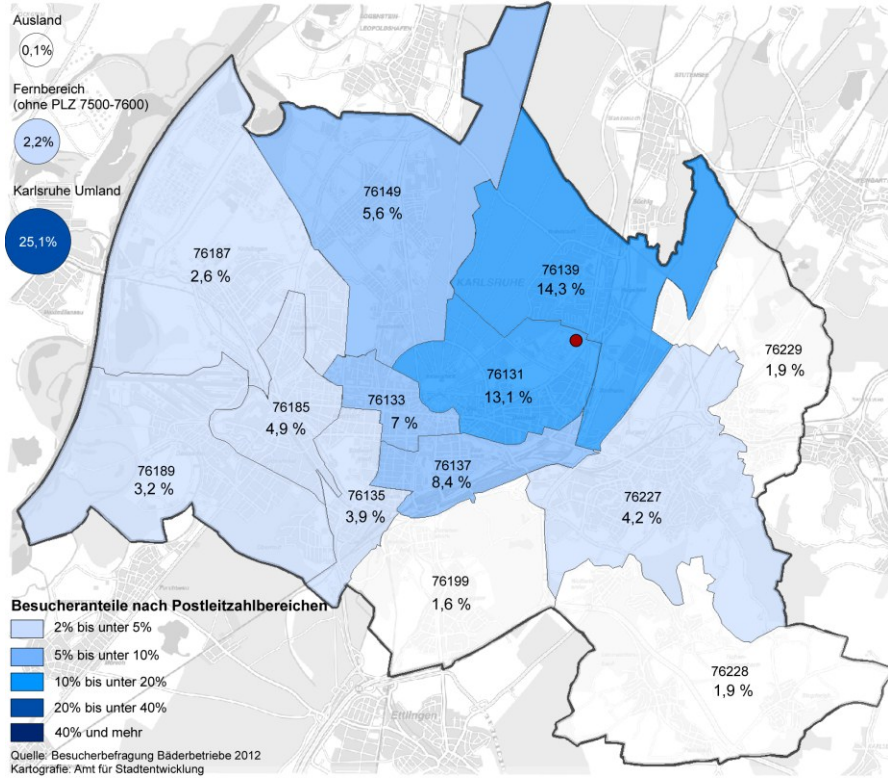 Ausland
0,1%
Fernbereich
(ohne PLZ 7500-7600)
2,2%
Karlsruhe Umland
25,1%
76149
5,6 %
76187
2,6 %
KARLSRUHE
76139
14,3 %
76131
13,1 %
76229
1,9 %
76133
7 %
76185
4,9 %
76137
8,4 %
76189
3,2 %
76135
3,9 %
76227
4,2 %
76199
1,6 %
76228
1,9 %
Ettlingen
Besucheranteile nach Postleitzahlbereichen
2% bis unter 5%
5% bis unter 10%
10% bis unter 20%
20% bis unter 40%
40% und mehr
Quelle: Besucherbefragung Bäderbetriebe 2012
Kartografie: Amt für Stadtentwicklung